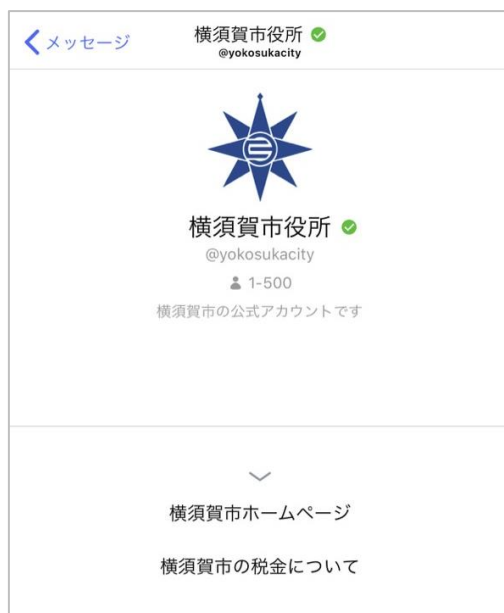 メッセージ
横須賀市役所
@yokosukacity
横須賀市役所
@yokosukacity
1-500
横須賀市の公式アカウントです
横須賀市ホームページ
横須賀市の税金について